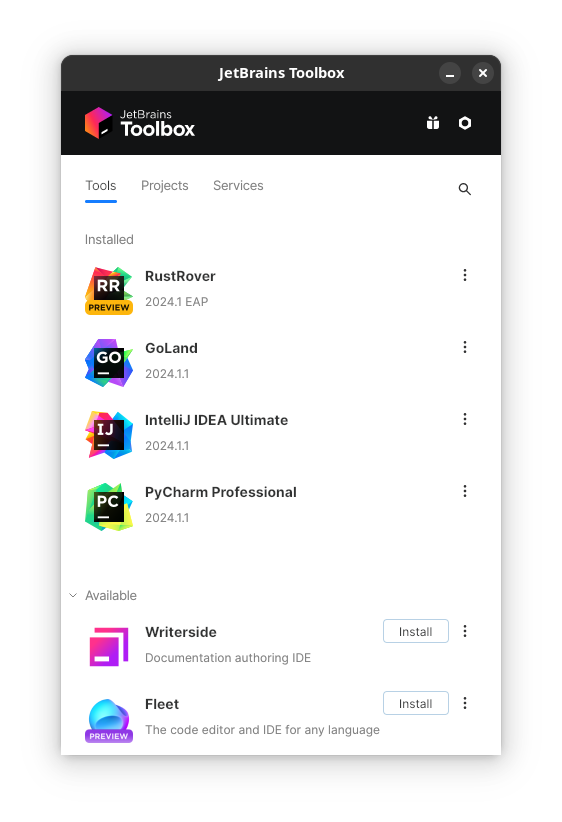 JetBrains Toolbox
JetBrains
Toolbox
Tools Projects Services
Installed
RR
PREVIEW
RustRover
2024.1 EAP
GO
GoLand
2024.1.1
IJ
IntelliJ IDEA Ultimate
2024.1.1
PC
PyCharm Professional
2024.1.1
Available
Writerside
Install
Documentation authoring IDE
Fleet
Install
PREVIEW
The code editor and IDE for any language